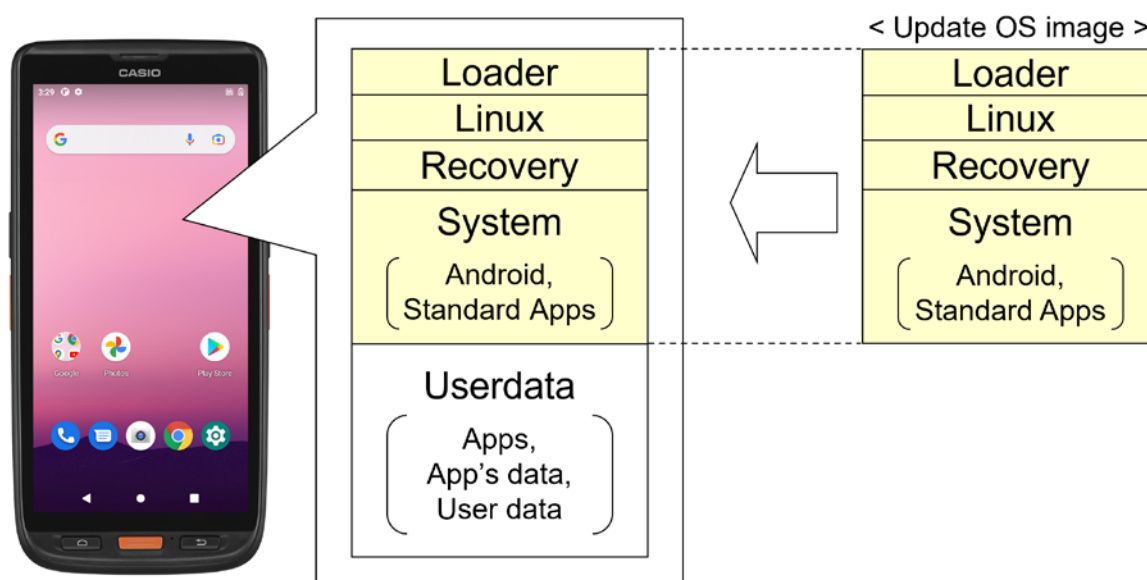 CASIO
3:29
G
Google
Photos
Play Store
Loader
Linux
Recovery
System
Android,
Standard Apps
Userdata
Apps,
App's data,
User data
< Update OS image >
Loader
Linux
Recovery
System
Android,
Standard Apps